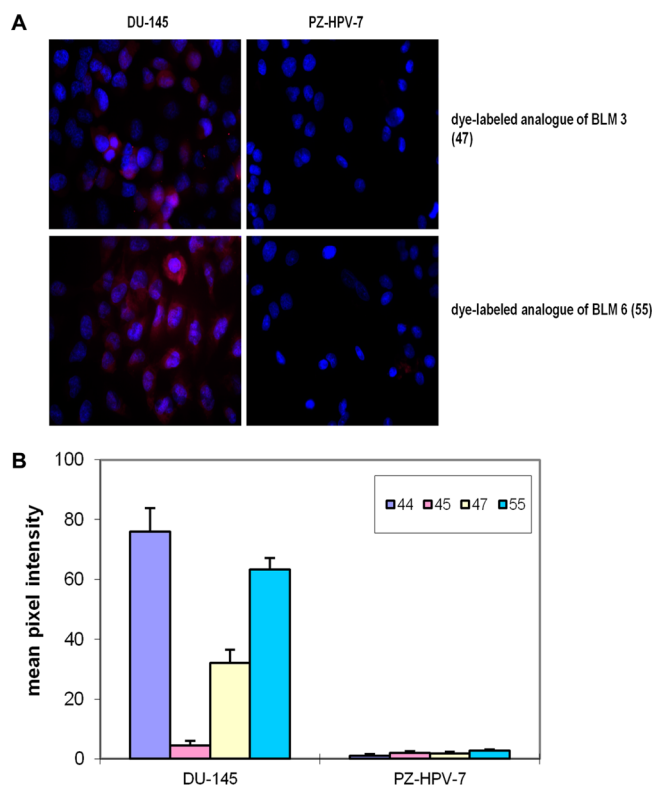 A
DU-145
PZ-HPV-7
dye-labeled analogue of BLM 3
(47)
dye-labeled analogue of BLM 6 (55)
B
100
80
60
40
20
0
mean pixel intensity
44 45 47 55
DU-145
PZ-HPV-7